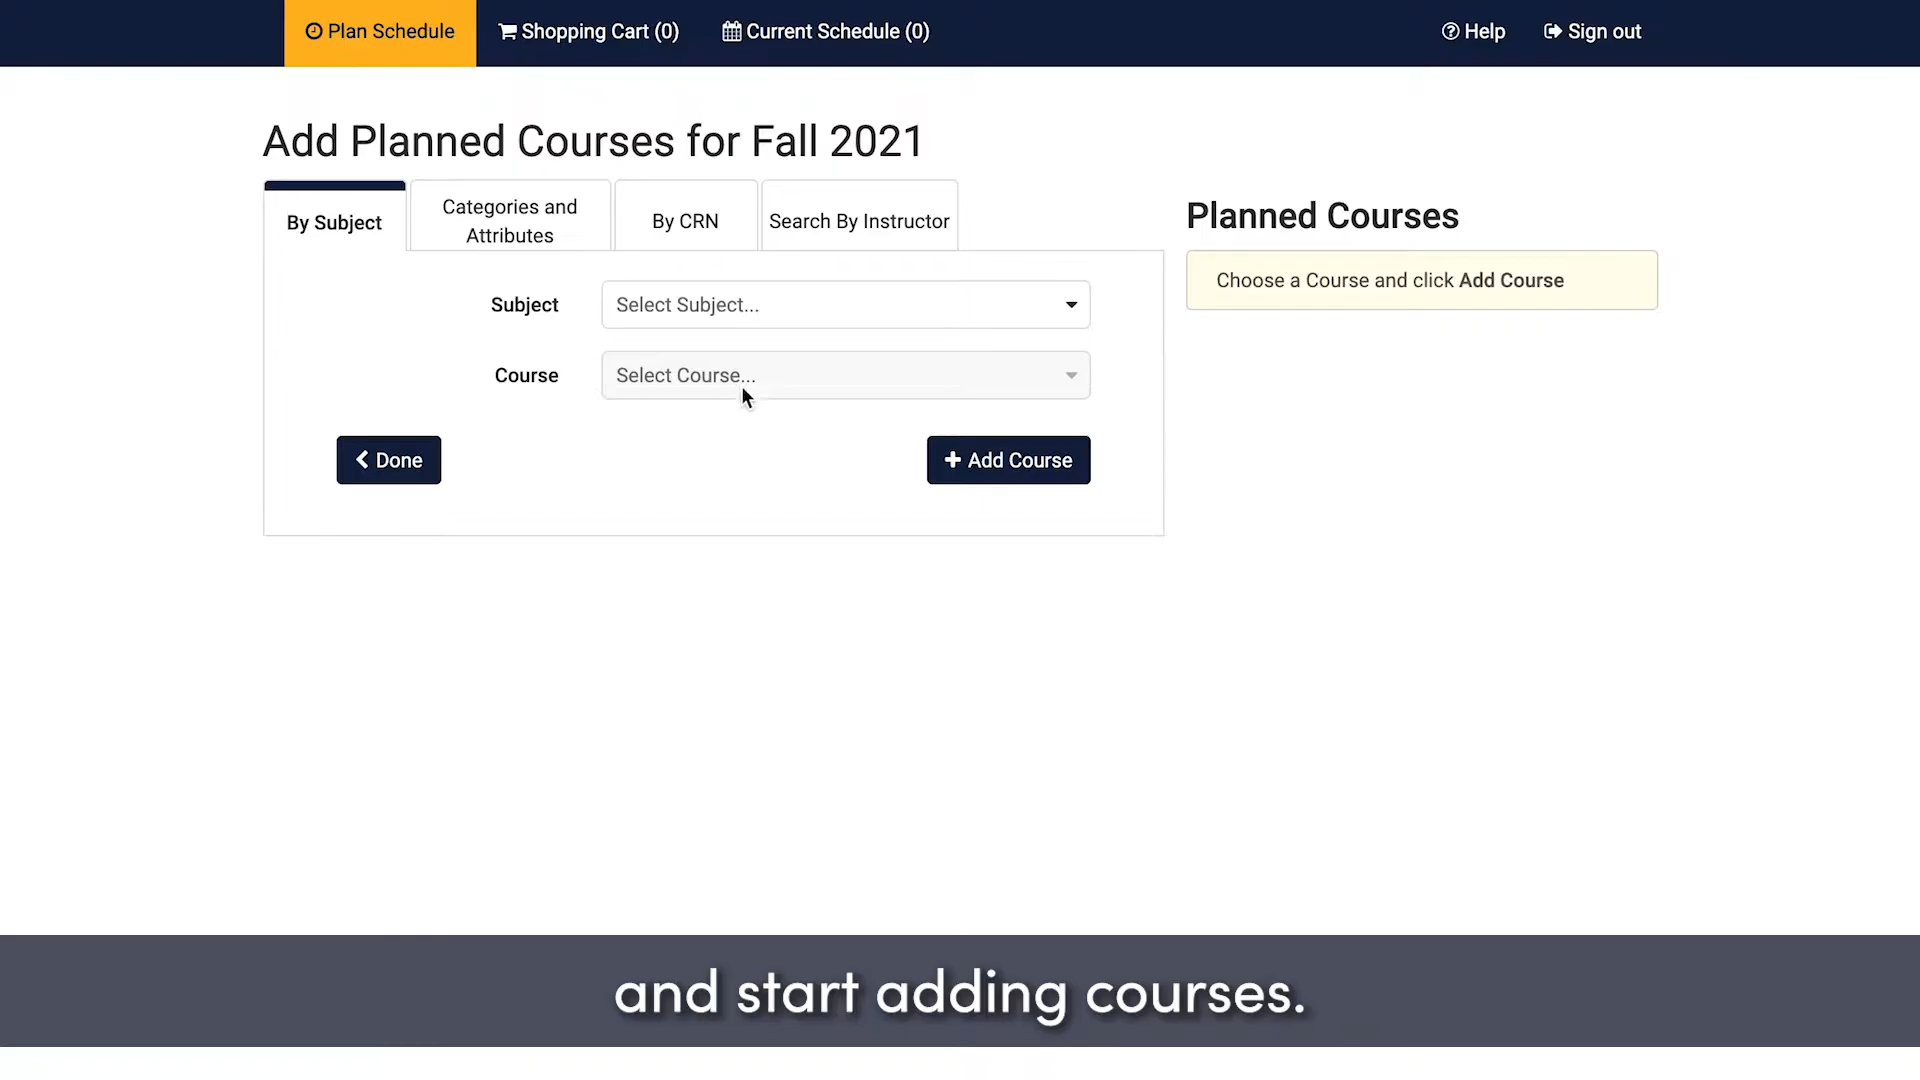 Plan Schedule
Shopping Cart (0)
Current Schedule (0)
Help
Sign out
Add Planned Courses for Fall 2021
By Subject
Categories and
Attributes
By CRN
Search By Instructor
Planned Courses
Choose a Course and click Add Course
Subject
Select Subject...
Course
Select Course...
Done
Add Course
and start adding courses.